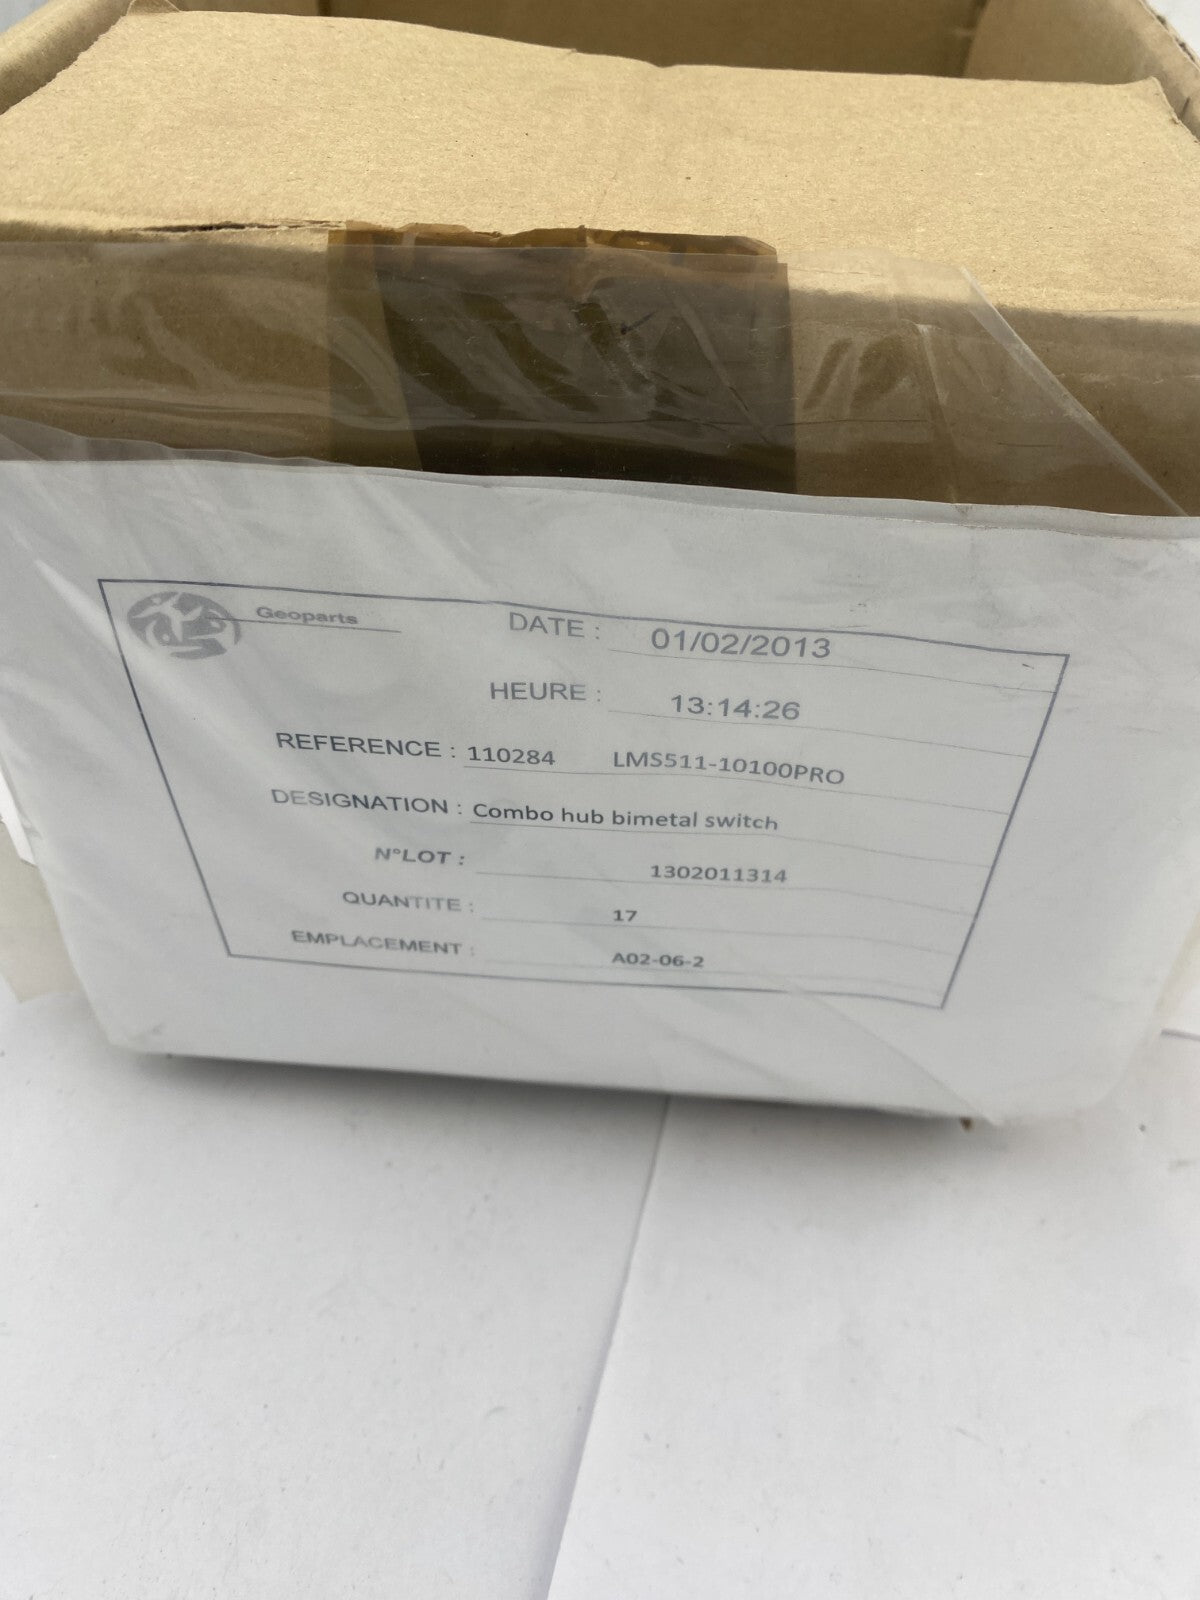 Geoparts
DATE : 01/02/2013
HEURE : 13:14:26
REFERENCE : 110284 LMS511-10100PRO
DESIGNATION : Combo hub bimetal switch
N°LOT : 1302011314
QUANTITE : 17
EMPLACEMENT : A02-06-2